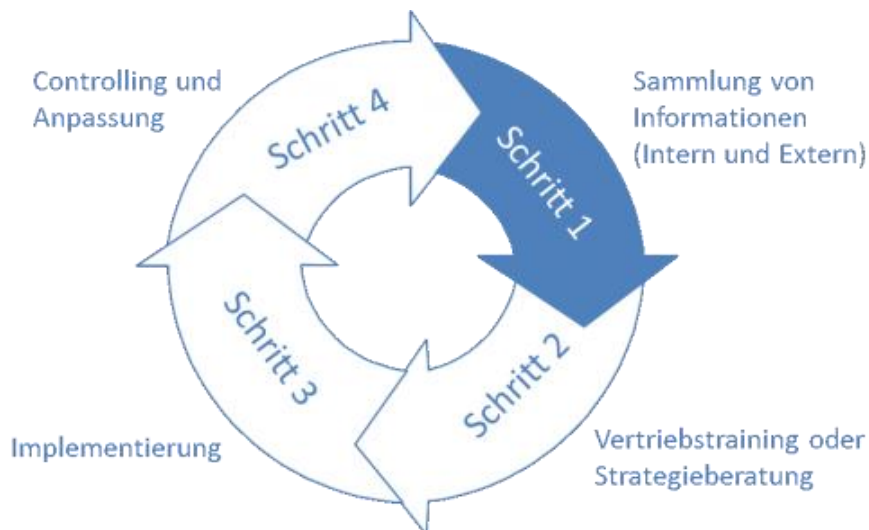 Schritt 1
Sammlung von
Informationen
(Intern und Extern)
Schritt 2
Vertriebstraining oder
Strategieberatung
Schritt 3
Implementierung
Schritt 4
Controlling und
Anpassung